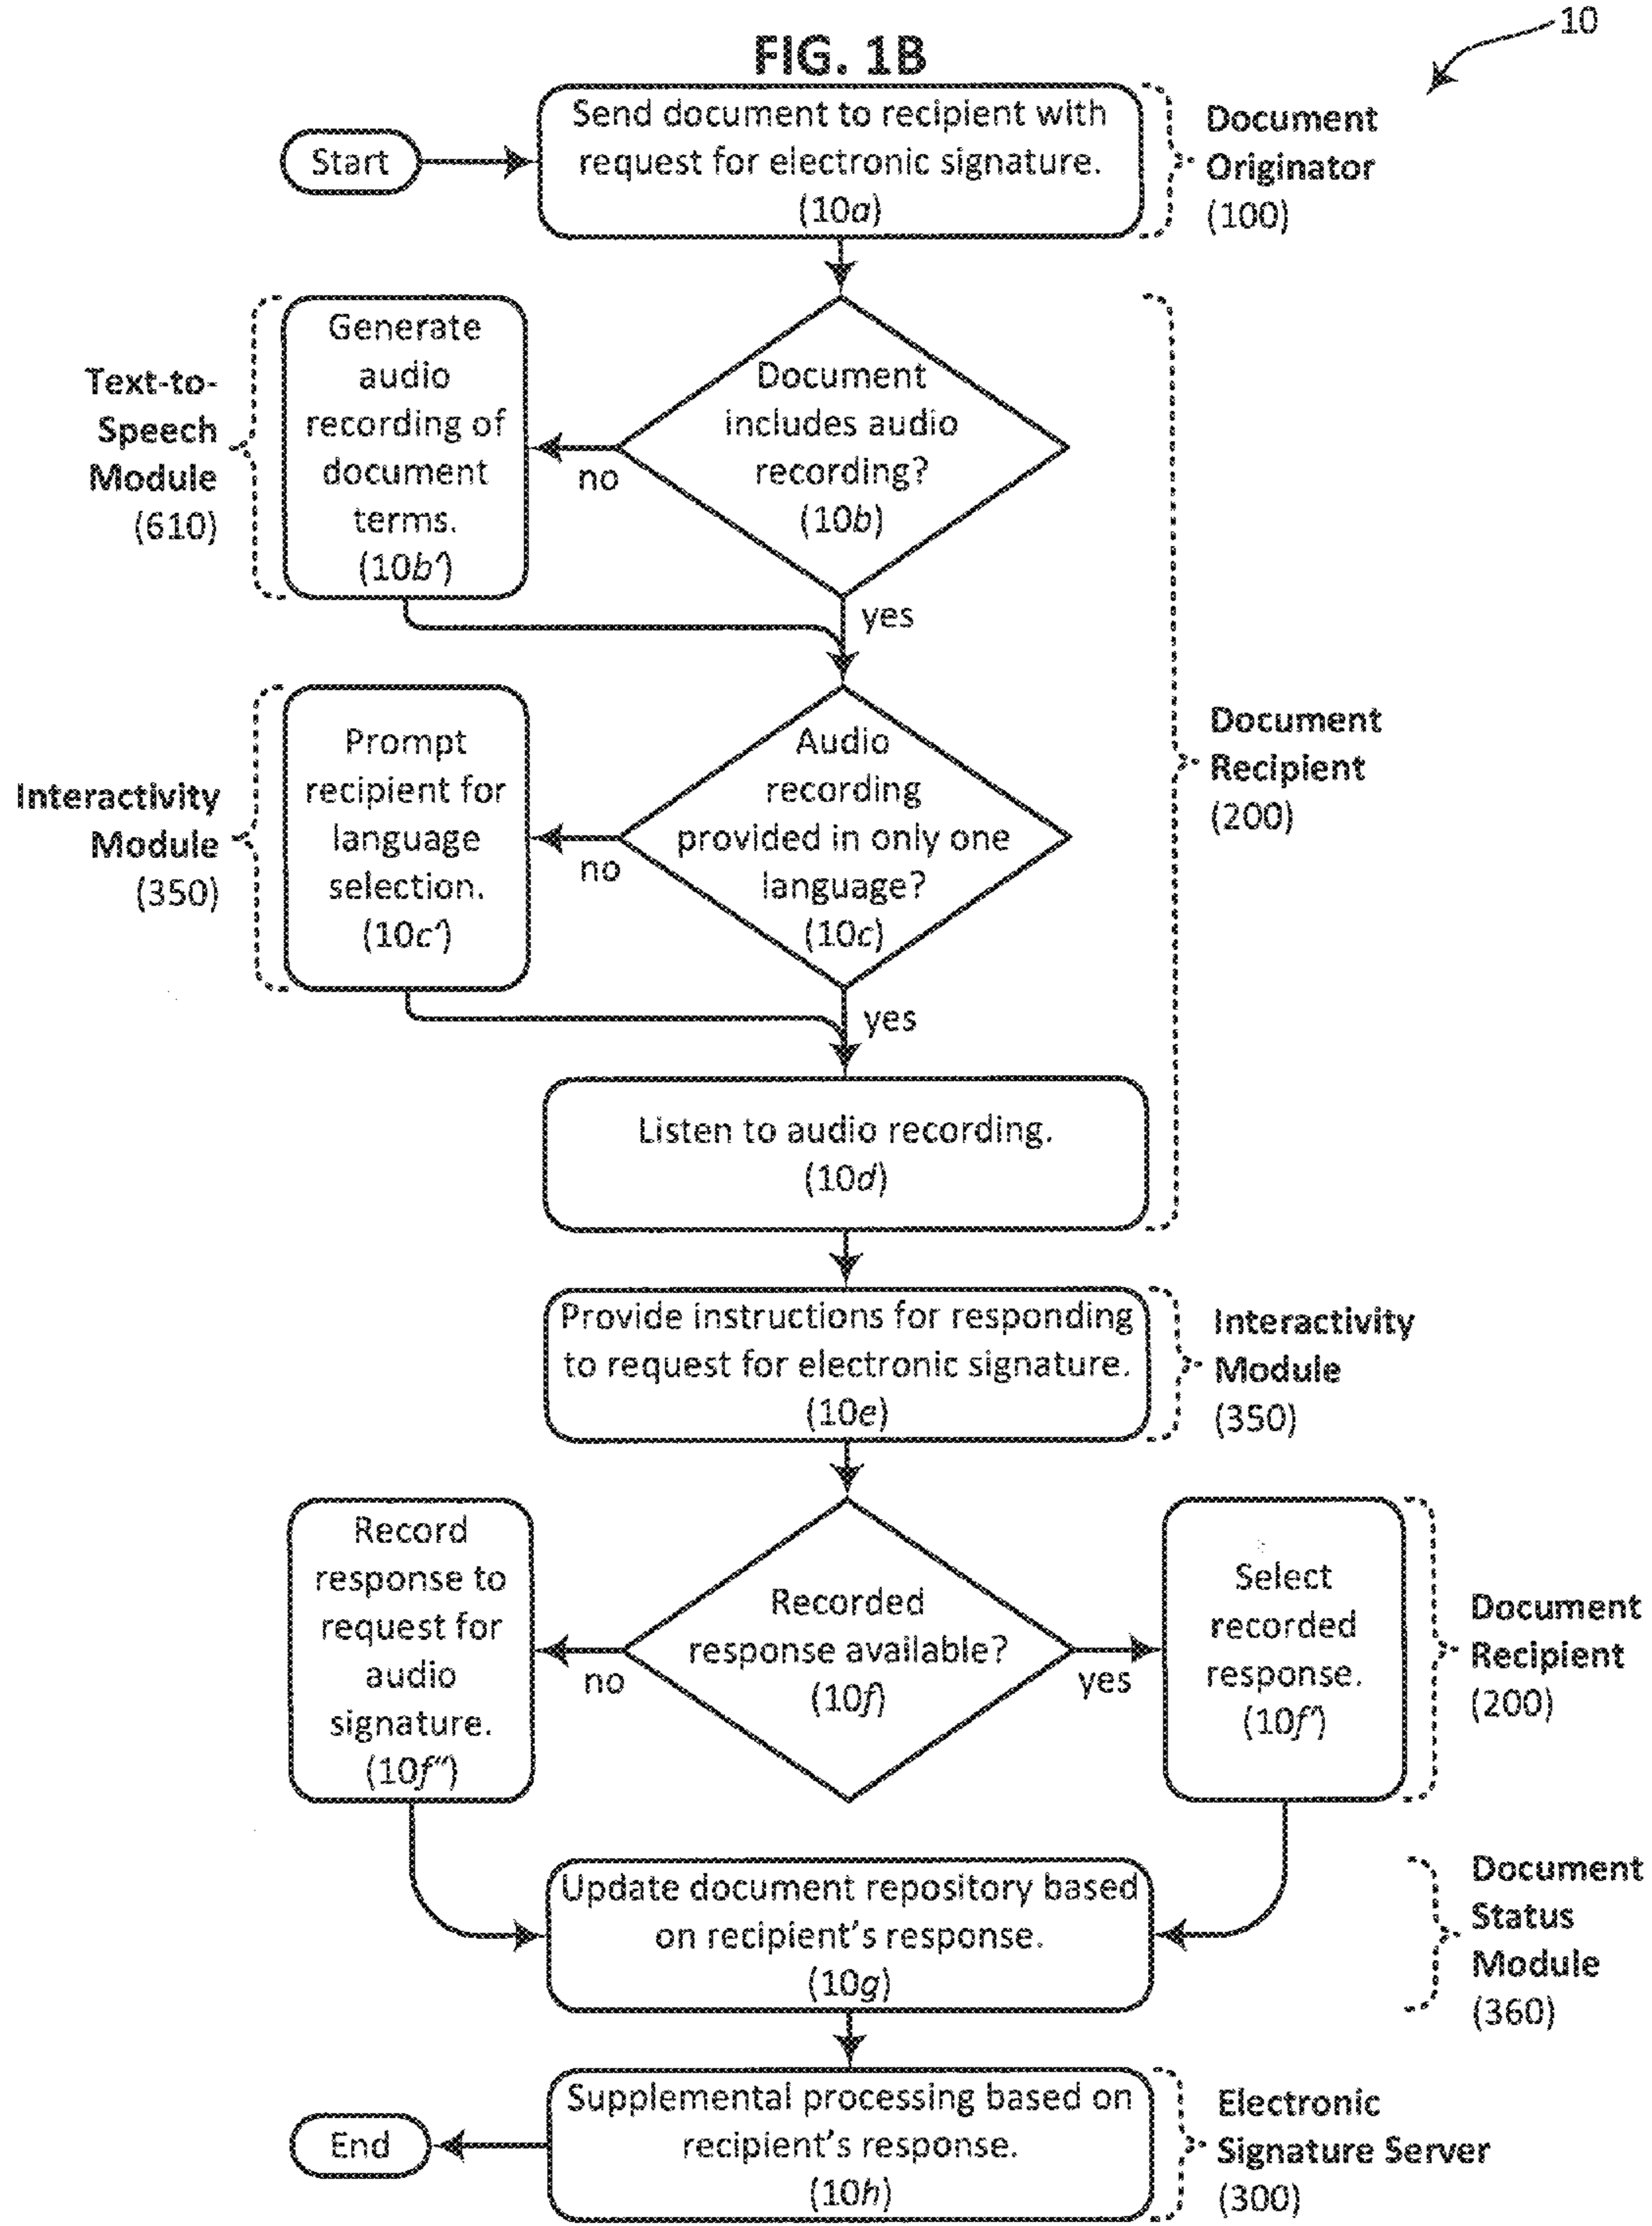 10
FIG. 1B
Start
Send document to recipient with
request for electronic signature.
(10a)
Document
Originator
(100)
Text-to-
Speech
Module
(610)
Generate
audio
recording of
document
terms.
(10b′)
no
Document
includes audio
recording?
(10b)
yes
Document
Recipient
(200)
Interactivity
Module
(350)
Prompt
recipient for
language
selection.
(10c′)
no
Audio
recording
provided in only one
language?
(10c)
yes
Listen to audio recording.
(10d)
Provide instructions for responding
to request for electronic signature.
(10e)
Interactivity
Module
(350)
Record
response to
request for
audio
signature.
(10f″)
no
Recorded
response available?
(10f)
yes
Select
recorded
response.
(10f′)
Document
Recipient
(200)
Update document repository based
on recipient's response.
(10g)
Document
Status
Module
(360)
End
Supplemental processing based on
recipient's response.
(10h)
Electronic
Signature Server
(300)